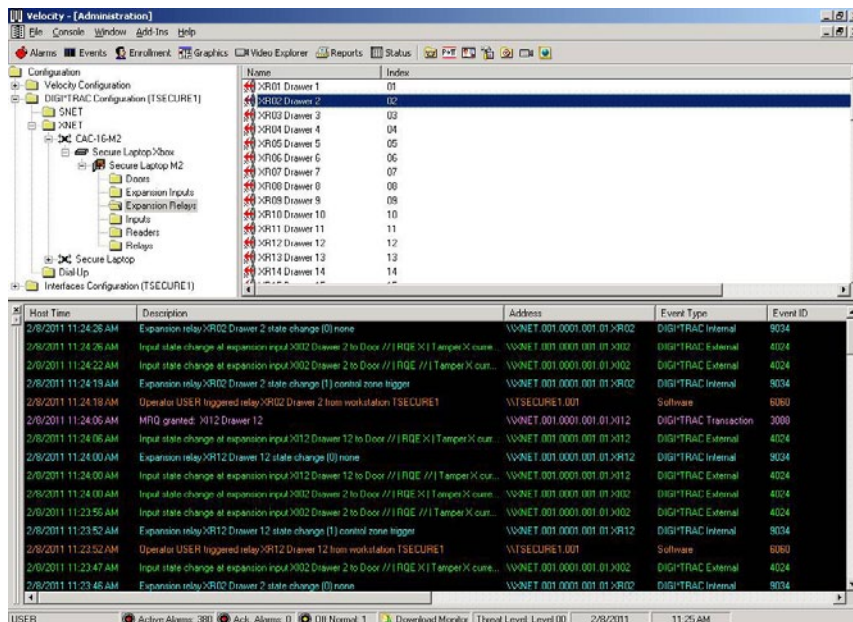 Velocity - [Administration]
File Console Window Add-Ins Help
Alarms Events Enrollment Graphics Video Explorer Reports Status
Configuration
Velocity Configuration
DIGI*TRAC Configuration (TSECURE1)
SNET
XNET
CAC-16-M2
Secure Laptop Xbox
Secure Laptop M2
Doors
Expansion Inputs
Expansion Relays
Inputs
Readers
Relays
Secure Laptop
Dial-Up
Interfaces Configuration (TSECURE1)
Name Index
XR01 Drawer 1 01
XR02 Drawer 2 02
XR03 Drawer 3 03
XR04 Drawer 4 04
XR05 Drawer 5 05
XR06 Drawer 6 06
XR07 Drawer 7 07
XR08 Drawer 8 08
XR09 Drawer 9 09
XR10 Drawer 10 10
XR11 Drawer 11 11
XR12 Drawer 12 12
XR13 Drawer 13 13
XR14 Drawer 14 14
Host Time Description Address Event Type Event ID
2/8/2011 11:24:26 AM Expansion relay XR02 Drawer 2 state change (0) none \\XNET.001.0001.001.01.XR02 DIGI*TRAC Internal 9034
2/8/2011 11:24:26 AM Input state change at expansion input XI02 Drawer 2 to Door // | RQE X | Tamper X curre... \\XNET.001.0001.001.01.XI02 DIGI*TRAC External 4024
2/8/2011 11:24:22 AM Input state change at expansion input XI02 Drawer 2 to Door // | RQE // | Tamper X curr... \\XNET.001.0001.001.01.XI02 DIGI*TRAC External 4024
2/8/2011 11:24:19 AM Expansion relay XR02 Drawer 2 state change (1) control zone trigger \\XNET.001.0001.001.01.XR02 DIGI*TRAC Internal 9034
2/8/2011 11:24:18 AM Operator USER triggered relay XR02 Drawer 2 from workstation TSECURE1 \\TSECURE1.001 Software 6060
2/8/2011 11:24:06 AM MRQ granted: XI12 Drawer 12 \\XNET.001.0001.001.01.XI12 DIGI*TRAC Transaction 3000
2/8/2011 11:24:06 AM Input state change at expansion input XI12 Drawer 12 to Door // | RQE X | Tamper X curr... \\XNET.001.0001.001.01.XI12 DIGI*TRAC External 4024
2/8/2011 11:24:00 AM Expansion relay XR12 Drawer 12 state change (0) none \\XNET.001.0001.001.01.XR12 DIGI*TRAC Internal 9034
2/8/2011 11:24:00 AM Input state change at expansion input XI12 Drawer 12 to Door // | RQE // | Tamper X cur... \\XNET.001.0001.001.01.XI12 DIGI*TRAC External 4024
2/8/2011 11:24:00 AM Input state change at expansion input XI02 Drawer 2 to Door // | RQE X | Tamper X curre... \\XNET.001.0001.001.01.XI02 DIGI*TRAC External 4024
2/8/2011 11:23:56 AM Input state change at expansion input XI02 Drawer 2 to Door // | RQE // | Tamper X curr... \\XNET.001.0001.001.01.XI02 DIGI*TRAC External 4024
2/8/2011 11:23:52 AM Expansion relay XR12 Drawer 12 state change (1) control zone trigger \\XNET.001.0001.001.01.XR12 DIGI*TRAC Internal 9034
2/8/2011 11:23:52 AM Operator USER triggered relay XR12 Drawer 12 from workstation TSECURE1 \\TSECURE1.001 Software 6060
2/8/2011 11:23:47 AM Input state change at expansion input XI02 Drawer 2 to Door // | RQE X | Tamper X curre... \\XNET.001.0001.001.01.XI02 DIGI*TRAC External 4024
2/8/2011 11:23:46 AM Expansion relay XR02 Drawer 2 state change (0) none \\XNET.001.0001.001.01.XR02 DIGI*TRAC Internal 9034
USER Active Alarms: 380 Ack. Alarms: 0 Off Normal: 1 Download Monitor Threat Level: Level 00 2/8/2011 11:25 AM